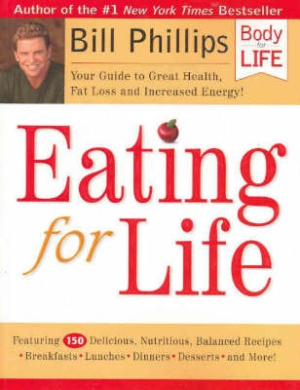 Author of the #1 New York Times Bestseller
Bill Phillips
Body
for
LIFE
Your Guide to Great Health,
Fat Loss and Increased Energy!
Eating
for Life
Featuring 150 Delicious, Nutritious, Balanced Recipes
•Breakfasts•Lunches•Dinners•Desserts•and More!